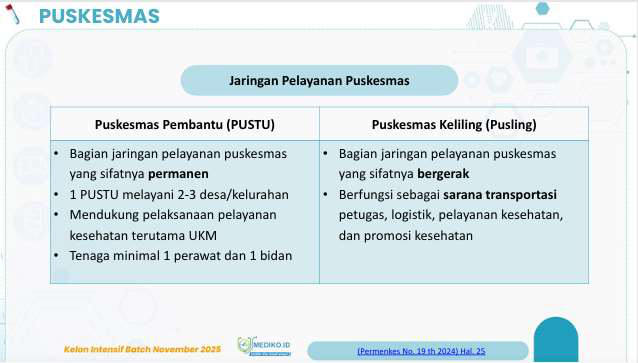 PUSKESMAS
Jaringan Pelayanan Puskesmas
Puskesmas Pembantu (PUSTU)
• Bagian jaringan pelayanan puskesmas
yang sifatnya permanen
• 1 PUSTU melayani 2-3 desa/kelurahan
• Mendukung pelaksanaan pelayanan
kesehatan terutama UKM
• Tenaga minimal 1 perawat dan 1 bidan
Puskesmas Keliling (Pusling)
• Bagian jaringan pelayanan puskesmas
yang sifatnya bergerak
• Berfungsi sebagai sarana transportasi
petugas, logistik, pelayanan kesehatan,
dan promosi kesehatan
Kelan Intensif Batch November 2025
MEDIKO.ID
(Permenkes No. 19 th 2024) Hal. 25